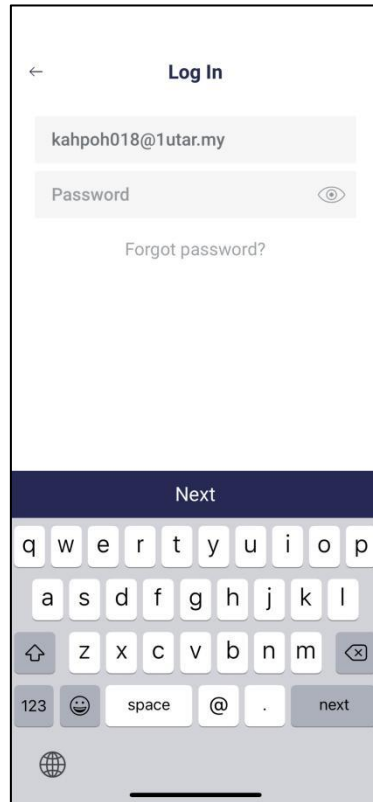 Log In
kahpoh018@1utar.my
Password
Forgot password?
Next
q w e r t y u i o p
a s d f g h j k l
z x c v b n m
123 space @ . next